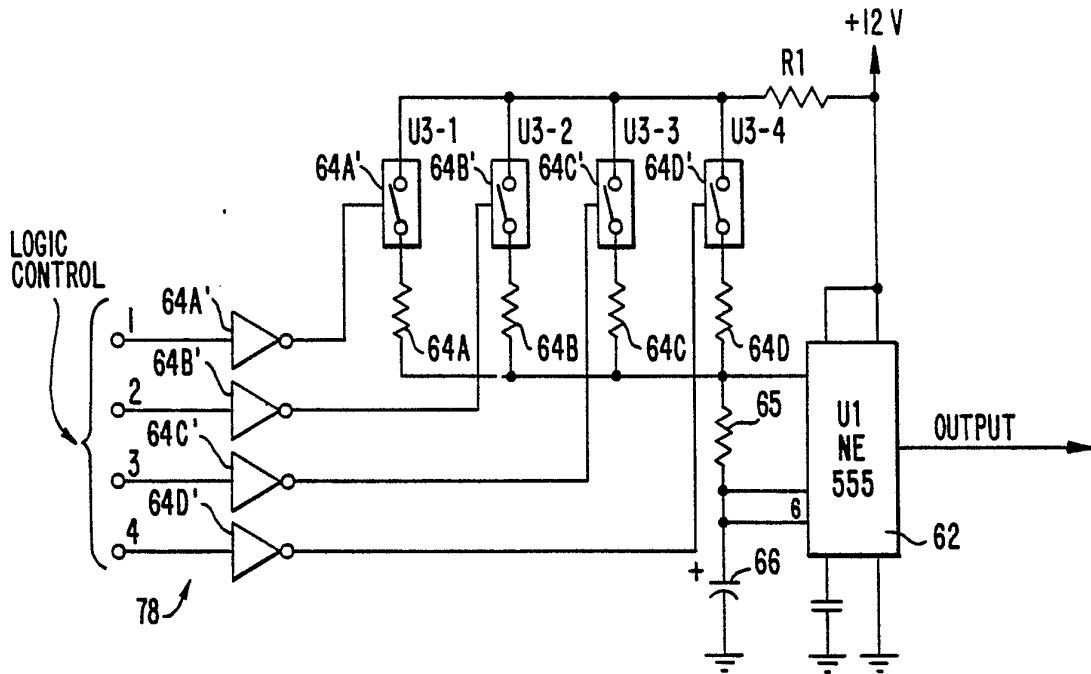 +12 V
R1
U3-1
U3-2
U3-3
U3-4
64A'
64B'
64C'
64D'
LOGIC
CONTROL
1
64A'
2
64B'
3
64C'
4
64D'
78
64A
64B
64C
64D
65
U1
NE
555
OUTPUT
6
62
+
66